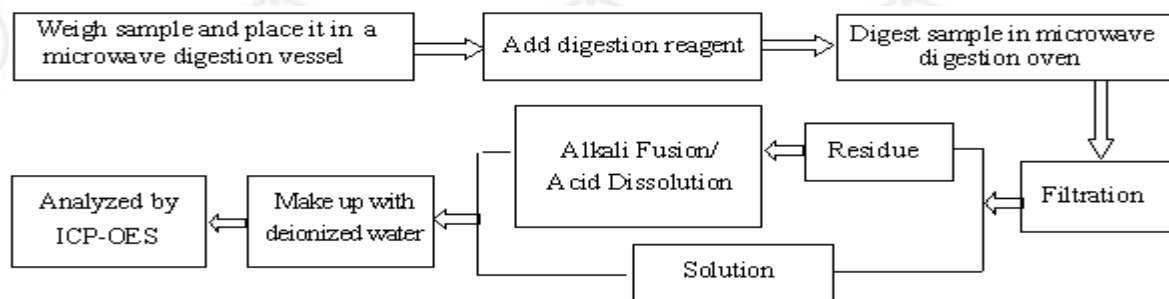 Weigh sample and place it in a
microwave digestion vessel
Add digestion reagent
Digest sample in microwave
digestion oven
Filtration
Residue
Alkali Fusion/
Acid Dissolution
Solution
Make up with
deionized water
Analyzed by
ICP-OES